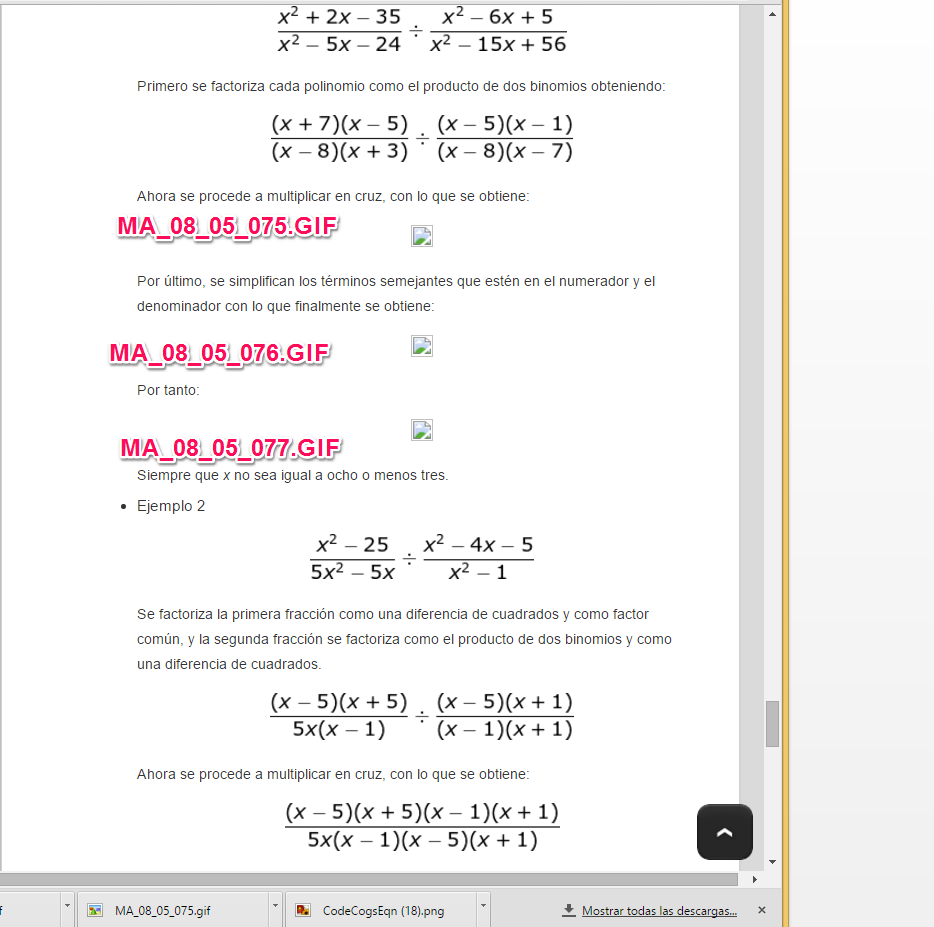 x² + 2x − 35 / x² − 5x − 24 ÷ x² − 6x + 5 / x² − 15x + 56
Primero se factoriza cada polinomio como el producto de dos binomios obteniendo:
(x + 7)(x − 5) / (x − 8)(x + 3) ÷ (x − 5)(x − 1) / (x − 8)(x − 7)
Ahora se procede a multiplicar en cruz, con lo que se obtiene:
MA_08_05_075.GIF
Por último, se simplifican los términos semejantes que estén en el numerador y el
denominador con lo que finalmente se obtiene:
MA_08_05_076.GIF
Por tanto:
MA_08_05_077.GIF
Siempre que x no sea igual a ocho o menos tres.
• Ejemplo 2
x² − 25 / 5x² − 5x ÷ x² − 4x − 5 / x² − 1
Se factoriza la primera fracción como una diferencia de cuadrados y como factor
común, y la segunda fracción se factoriza como el producto de dos binomios y como
una diferencia de cuadrados.
(x − 5)(x + 5) / 5x(x − 1) ÷ (x − 5)(x + 1) / (x − 1)(x + 1)
Ahora se procede a multiplicar en cruz, con lo que se obtiene:
(x − 5)(x + 5)(x − 1)(x + 1) / 5x(x − 1)(x − 5)(x + 1)
f
MA_08_05_075.gif
CodeCogsEqn (18).png
Mostrar todas las descargas...